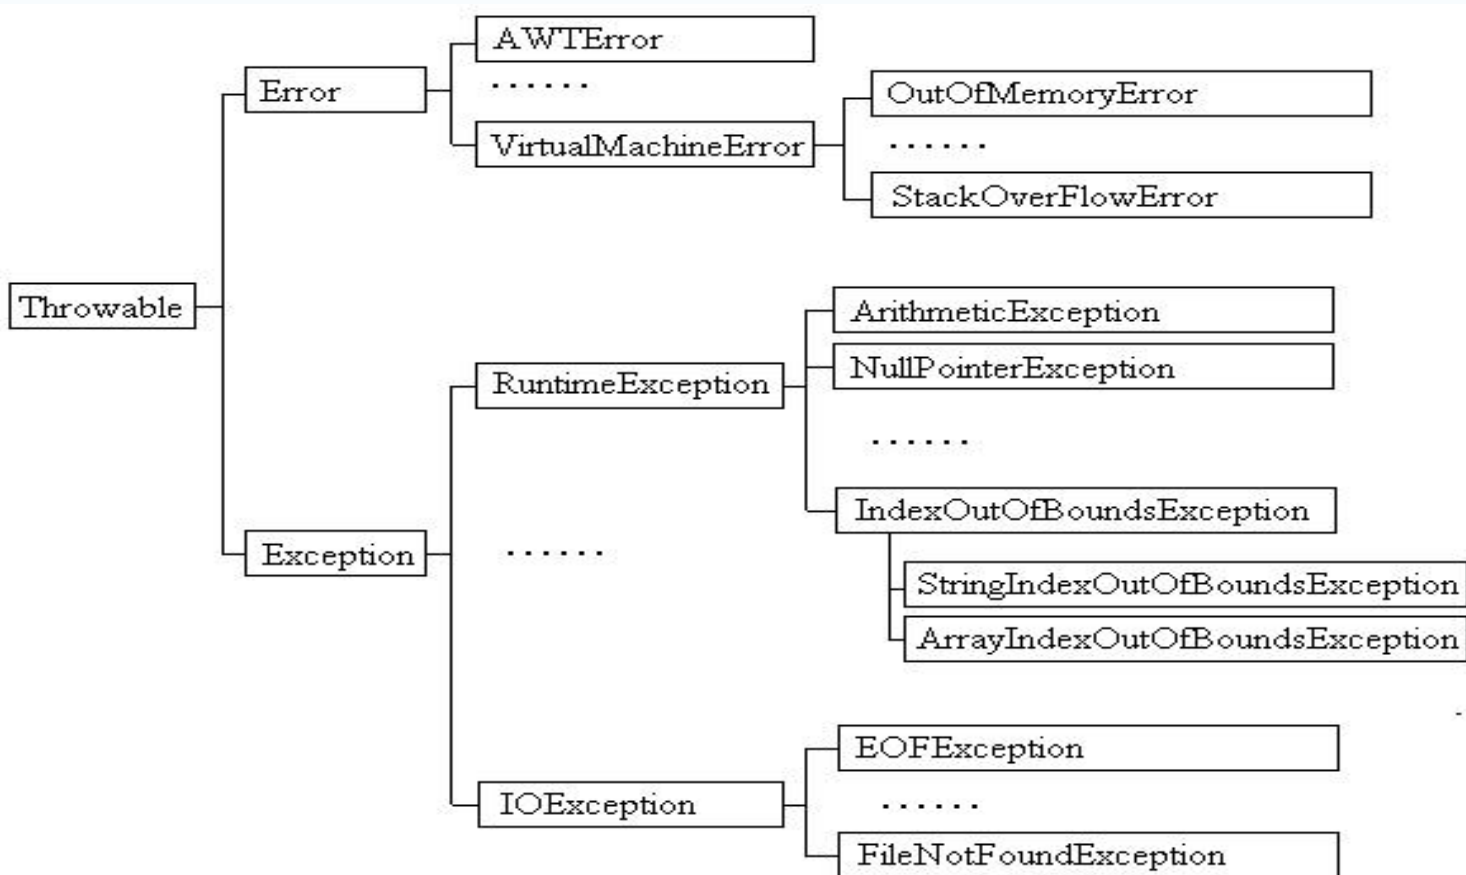 AWTError
Error
......
OutOfMemoryError
VirtualMachineError
......
StackOverFlowError
Throwable
ArithmeticException
NullPointerException
RuntimeException
......
IndexOutOfBoundsException
Exception
......
StringIndexOutOfBoundsException
ArrayIndexOutOfBoundsException
EOFException
IOException
......
FileNotFoundException